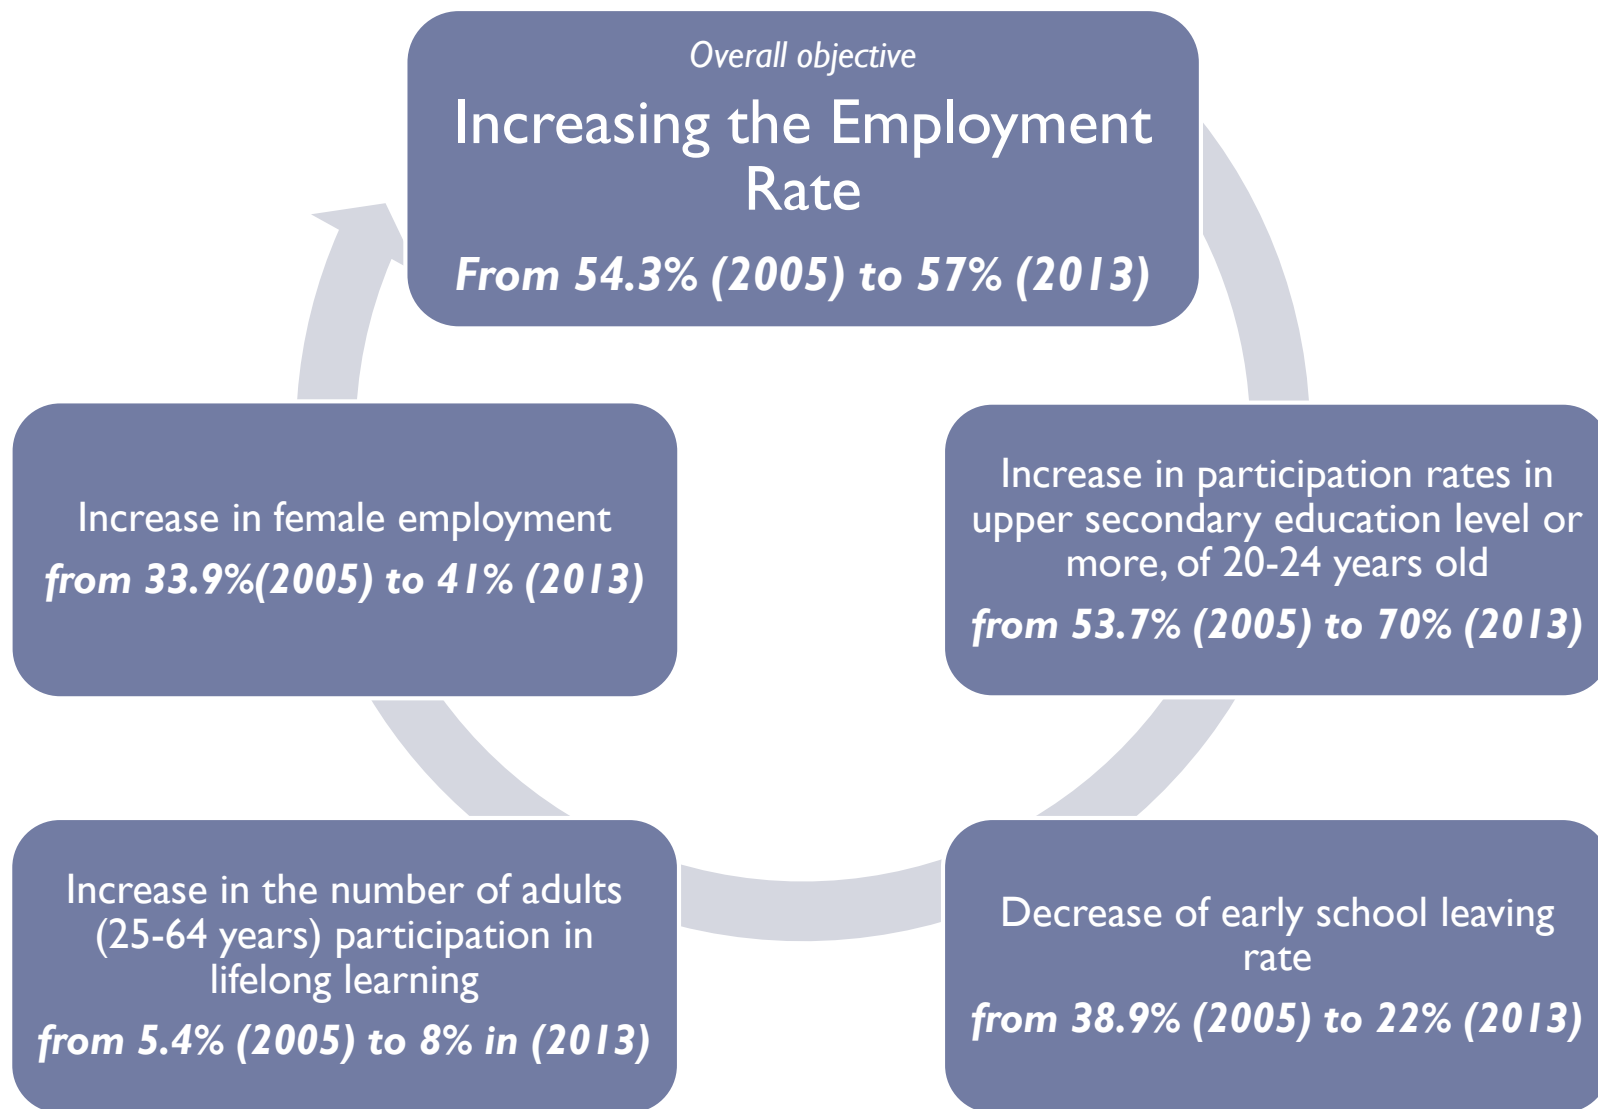 Overall objective
Increasing the Employment
Rate
From 54.3% (2005) to 57% (2013)
Increase in participation rates in
upper secondary education level or
more, of 20-24 years old
from 53.7% (2005) to 70% (2013)
Decrease of early school leaving
rate
from 38.9% (2005) to 22% (2013)
Increase in the number of adults
(25-64 years) participation in
lifelong learning
from 5.4% (2005) to 8% in (2013)
Increase in female employment
from 33.9%(2005) to 41% (2013)